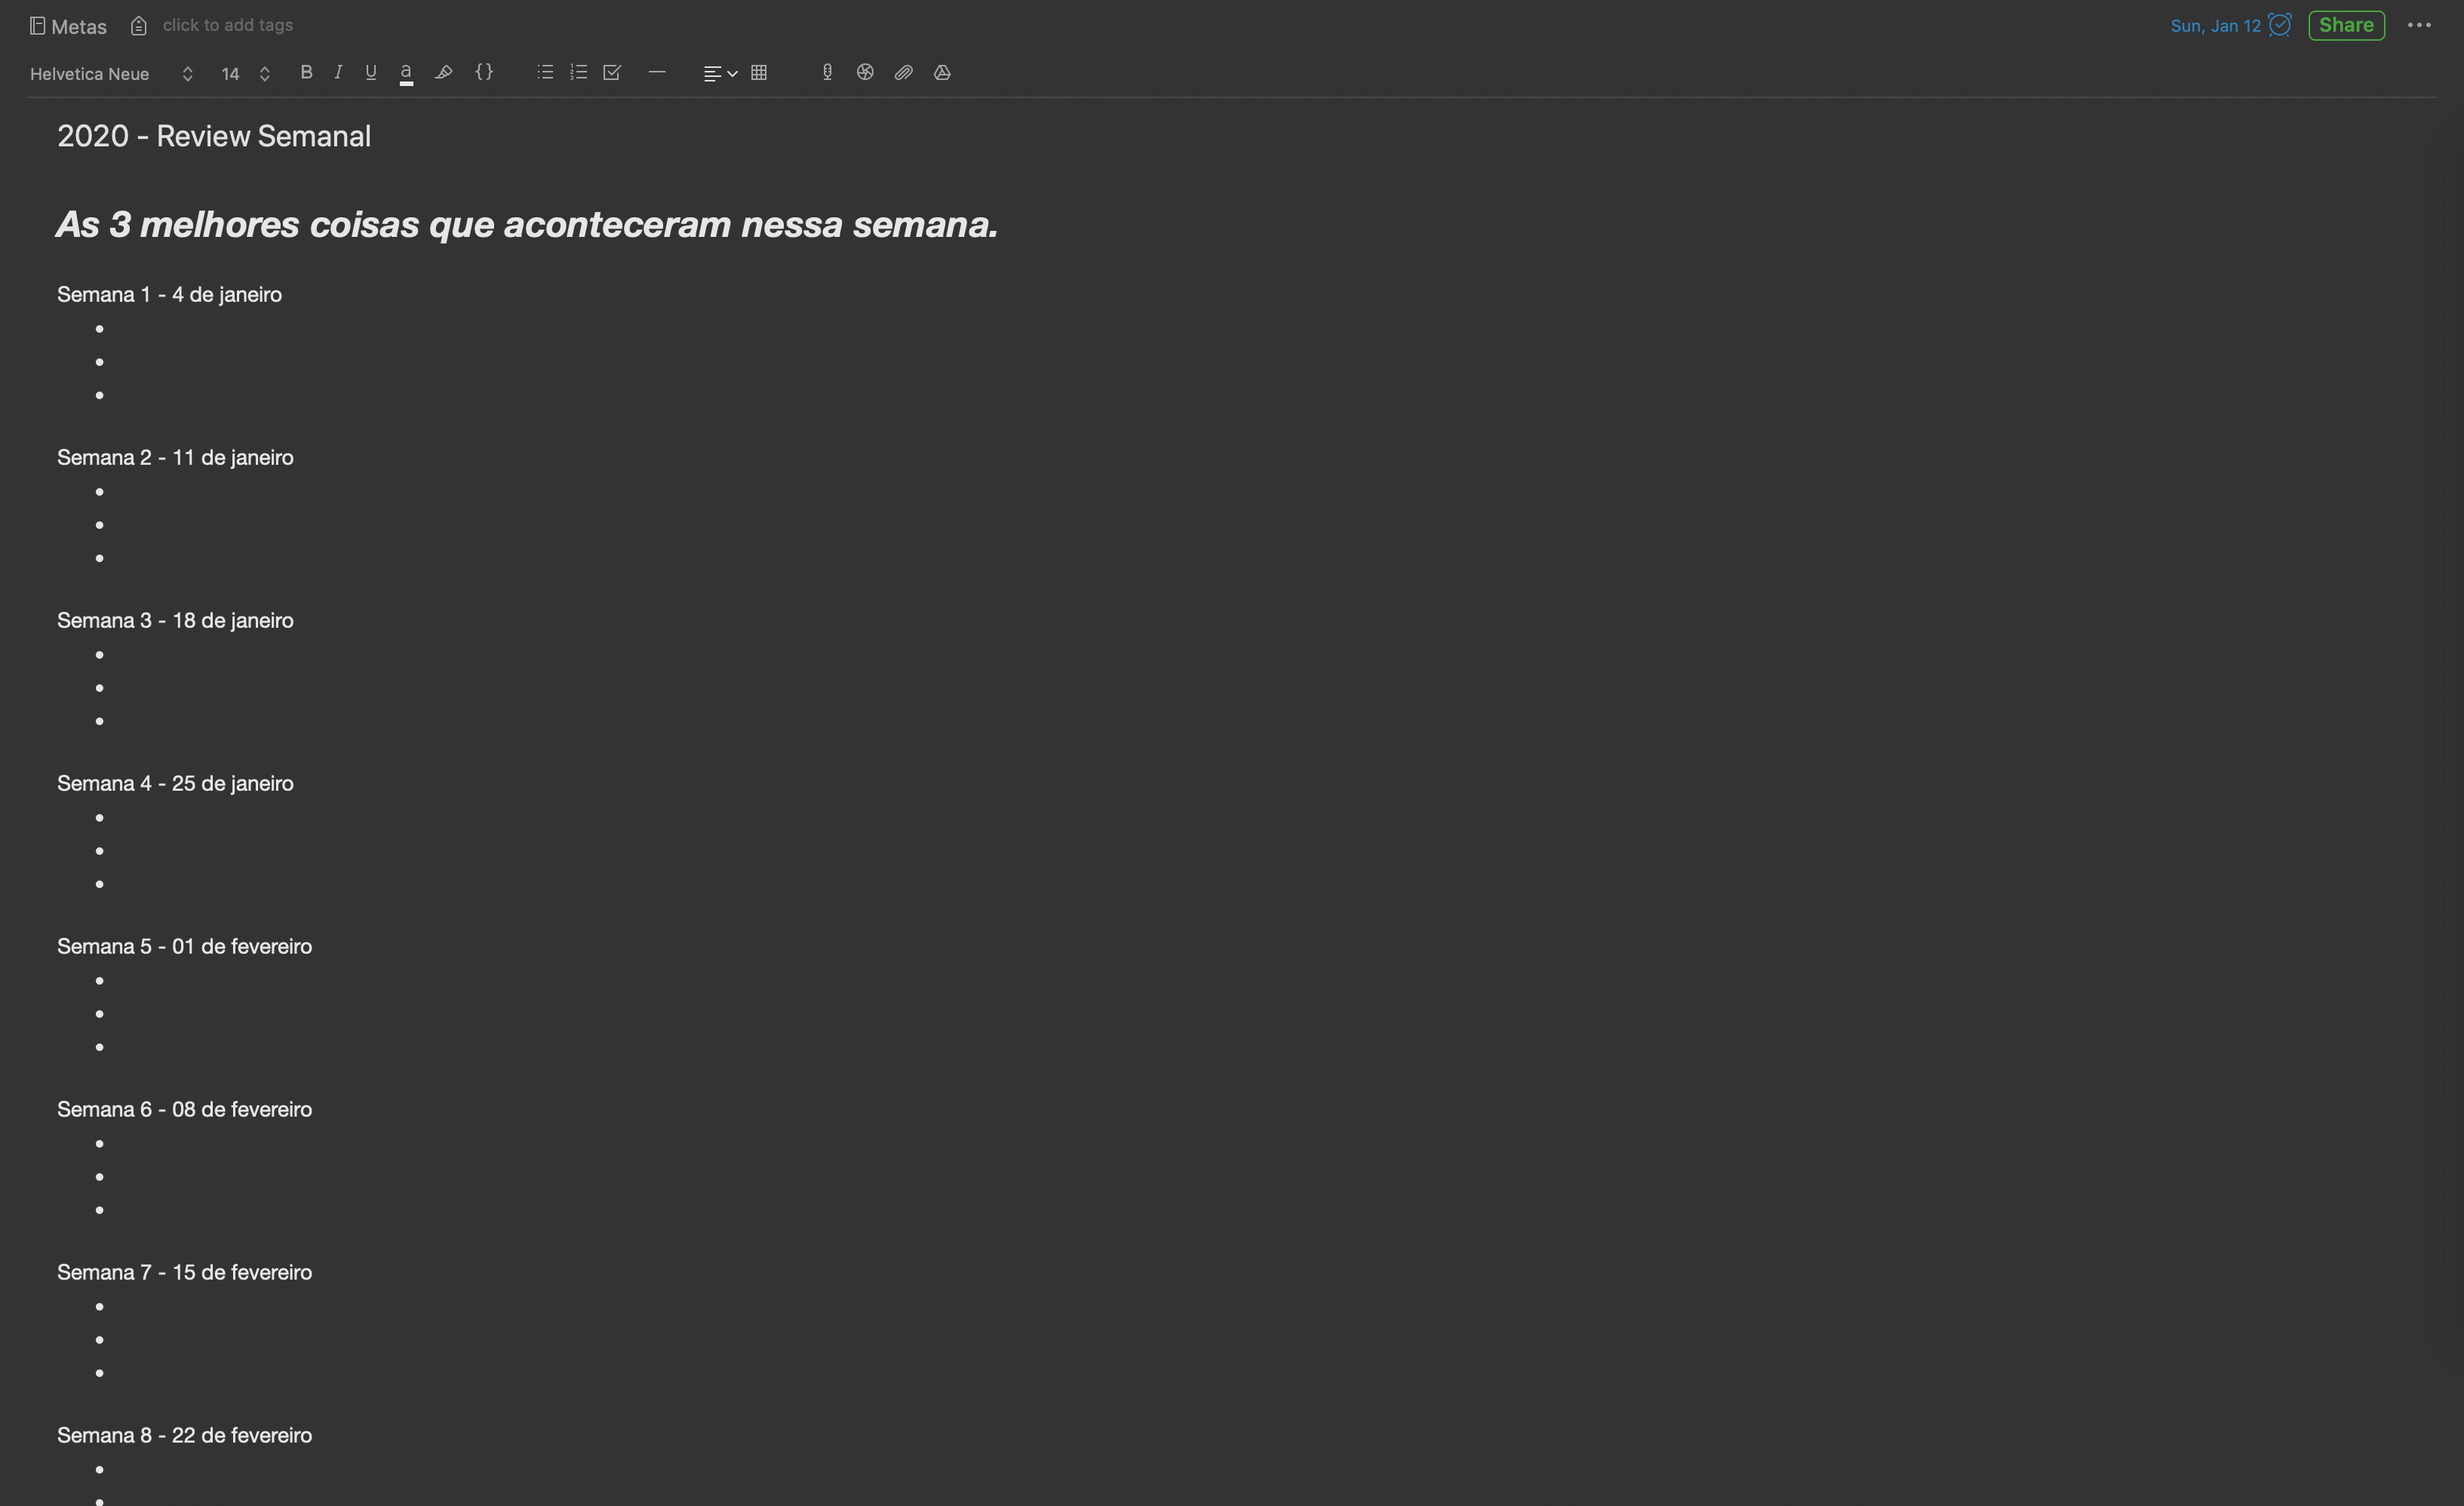 Metas click to add tags Sun, Jan 12 Share
Helvetica Neue 14 B I U a {}
2020 - Review Semanal
As 3 melhores coisas que aconteceram nessa semana.
Semana 1 - 4 de janeiro
•
•
•
Semana 2 - 11 de janeiro
•
•
•
Semana 3 - 18 de janeiro
•
•
•
Semana 4 - 25 de janeiro
•
•
•
Semana 5 - 01 de fevereiro
•
•
•
Semana 6 - 08 de fevereiro
•
•
•
Semana 7 - 15 de fevereiro
•
•
•
Semana 8 - 22 de fevereiro
•
•